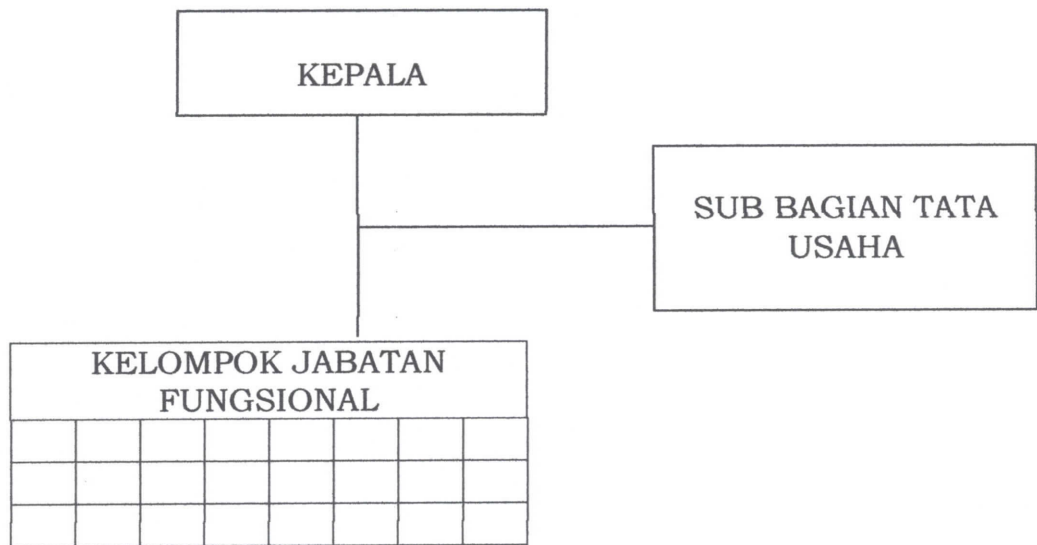 KEPALA
SUB BAGIAN TATA
USAHA
KELOMPOK JABATAN
FUNGSIONAL